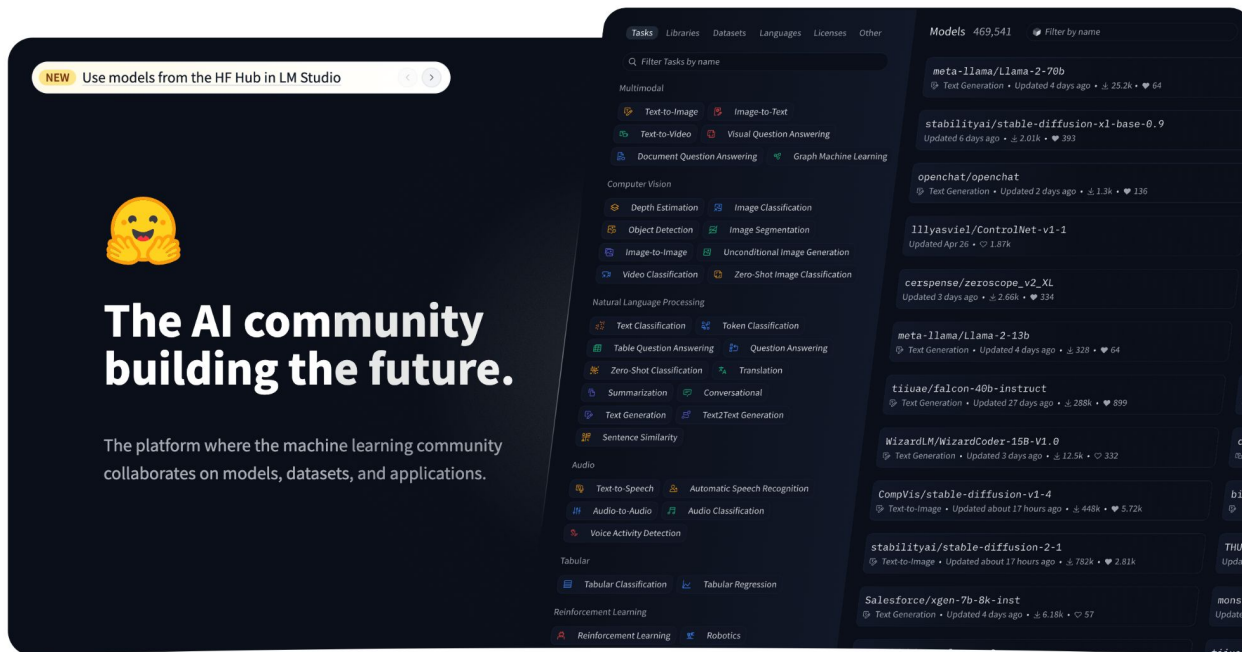 NEW Use models from the HF Hub in LM Studio
The AI community
building the future.
The platform where the machine learning community
collaborates on models, datasets, and applications.
Tasks Libraries Datasets Languages Licenses Other
Filter Tasks by name
Multimodal
Text-to-Image Image-to-Text
Text-to-Video Visual Question Answering
Document Question Answering Graph Machine Learning
Computer Vision
Depth Estimation Image Classification
Object Detection Image Segmentation
Image-to-Image Unconditional Image Generation
Video Classification Zero-Shot Image Classification
Natural Language Processing
Text Classification Token Classification
Table Question Answering Question Answering
Zero-Shot Classification Translation
Summarization Conversational
Text Generation Text2Text Generation
Sentence Similarity
Audio
Text-to-Speech Automatic Speech Recognition
Audio-to-Audio Audio Classification
Voice Activity Detection
Tabular
Tabular Classification Tabular Regression
Reinforcement Learning
Reinforcement Learning Robotics
Models 469,541 Filter by name
meta-llama/Llama-2-70b
Text Generation • Updated 4 days ago • 25.2k • 64
stabilityai/stable-diffusion-xl-base-0.9
Updated 6 days ago • 2.01k • 393
openchat/openchat
Text Generation • Updated 2 days ago • 1.3k • 136
lllyasviel/ControlNet-v1-1
Updated Apr 26 • 1.87k
cerspense/zeroscope_v2_XL
Updated 3 days ago • 2.66k • 334
meta-llama/Llama-2-13b
Text Generation • Updated 4 days ago • 328 • 64
tiiuae/falcon-40b-instruct
Text Generation • Updated 27 days ago • 288k • 899
WizardLM/WizardCoder-15B-V1.0
Text Generation • Updated 3 days ago • 12.5k • 332
CompVis/stable-diffusion-v1-4
Text-to-Image • Updated about 17 hours ago • 448k • 5.72k
stabilityai/stable-diffusion-2-1
Text-to-Image • Updated about 17 hours ago • 782k • 2.81k
Salesforce/xgen-7b-8k-inst
Text Generation • Updated 4 days ago • 6.18k • 57